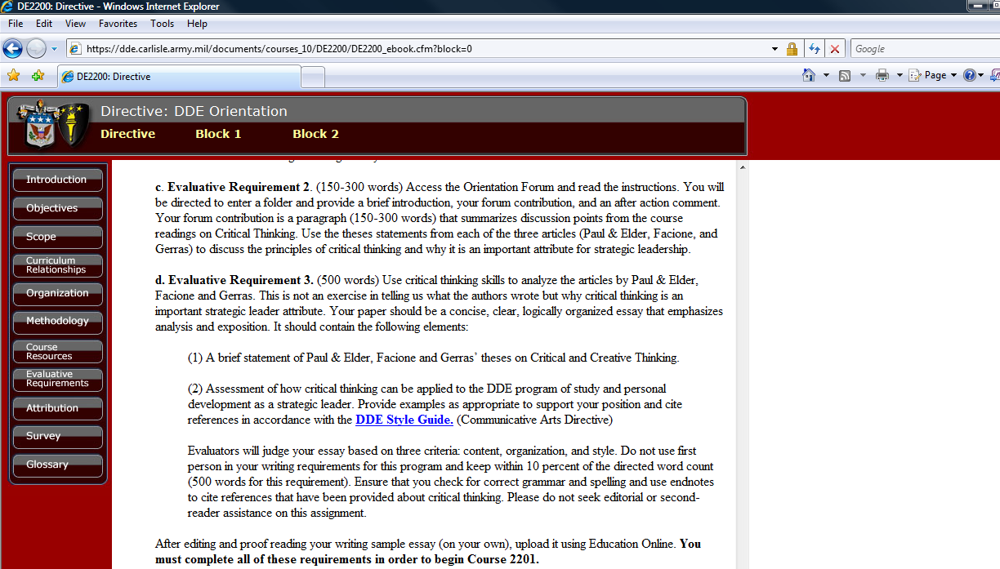 DE2200: Directive - Windows Internet Explorer
File Edit View Favorites Tools Help
https://dde.carlisle.army.mil/documents/courses_10/DE2200/DE2200_ebook.cfm?block=0
Google
DE2200: Directive
Page
Directive: DDE Orientation
Directive Block 1 Block 2
Introduction
Objectives
Scope
Curriculum
Relationships
Organization
Methodology
Course
Resources
Evaluative
Requirements
Attribution
Survey
Glossary
c. Evaluative Requirement 2. (150-300 words) Access the Orientation Forum and read the instructions. You will
be directed to enter a folder and provide a brief introduction, your forum contribution, and an after action comment.
Your forum contribution is a paragraph (150-300 words) that summarizes discussion points from the course
readings on Critical Thinking. Use the theses statements from each of the three articles (Paul & Elder, Facione, and
Gerras) to discuss the principles of critical thinking and why it is an important attribute for strategic leadership.
d. Evaluative Requirement 3. (500 words) Use critical thinking skills to analyze the articles by Paul & Elder,
Facione and Gerras. This is not an exercise in telling us what the authors wrote but why critical thinking is an
important strategic leader attribute. Your paper should be a concise, clear, logically organized essay that emphasizes
analysis and exposition. It should contain the following elements:
(1) A brief statement of Paul & Elder, Facione and Gerras' theses on Critical and Creative Thinking.
(2) Assessment of how critical thinking can be applied to the DDE program of study and personal
development as a strategic leader. Provide examples as appropriate to support your position and cite
references in accordance with the DDE Style Guide. (Communicative Arts Directive)
Evaluators will judge your essay based on three criteria: content, organization, and style. Do not use first
person in your writing requirements for this program and keep within 10 percent of the directed word count
(500 words for this requirement). Ensure that you check for correct grammar and spelling and use endnotes
to cite references that have been provided about critical thinking. Please do not seek editorial or second-
reader assistance on this assignment.
After editing and proof reading your writing sample essay (on your own), upload it using Education Online. You
must complete all of these requirements in order to begin Course 2201.